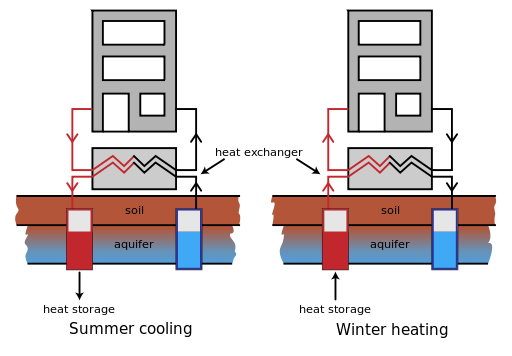 heat exchanger
soil
soil
aquifer
aquifer
heat storage
heat storage
Summer cooling
Winter heating